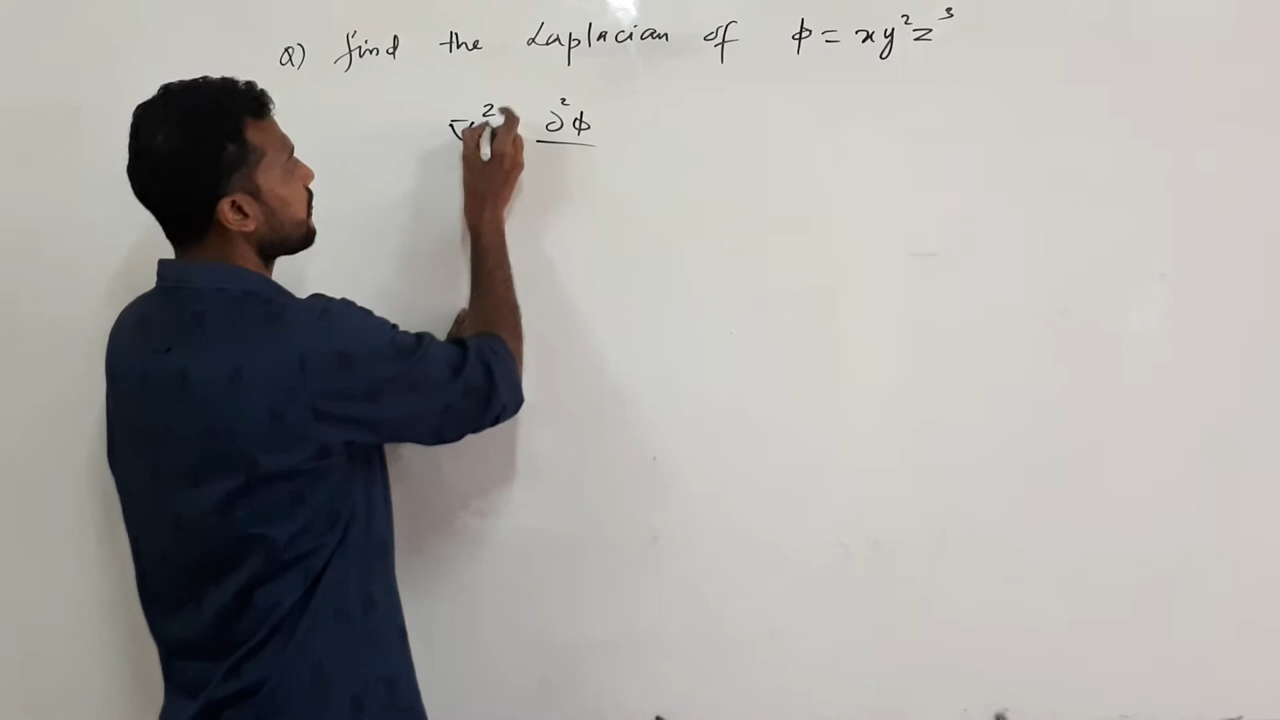 Q) find the Laplacian of ϕ = xy²z³
∇² ∂²ϕ